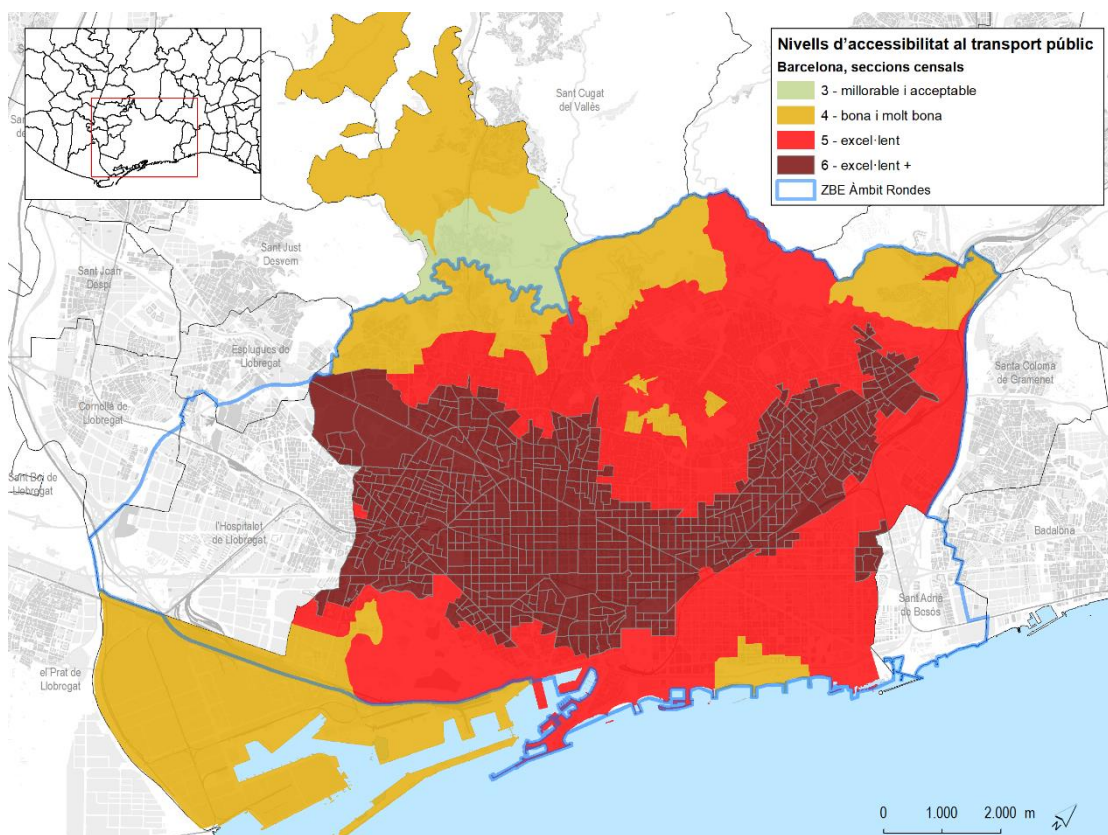 Nivells d'accessibilitat al transport públic
Barcelona, seccions censals
3 - millorable i acceptable
4 - bona i molt bona
5 - excel·lent
6 - excel·lent +
ZBE Àmbit Rondes
Sant Cugat
del Vallès
Sant Just
Desvern
Sant Joan
Despí
Esplugues de
Llobregat
Cornellà de
Llobregat
Sant Boi de
Llobregat
l'Hospitalet
de Llobregat
el Prat de
Llobregat
Santa Coloma
de Gramenet
Badalona
Sant Adrià
de Besòs
0 1.000 2.000 m
N